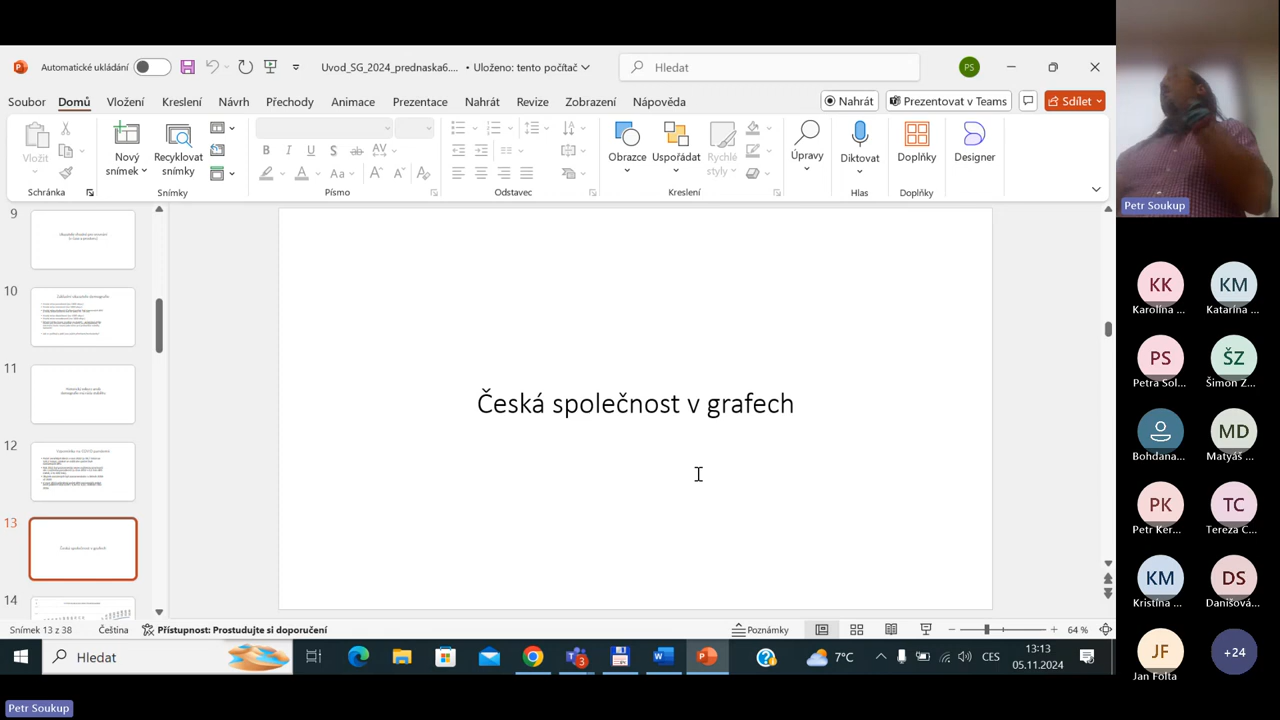 Automatické ukládání
Uvod_SG_2024_prednaska6.... • Uloženo: tento počítač
Hledat
PS
Soubor Domů Vložení Kreslení Návrh Přechody Animace Prezentace Nahrát Revize Zobrazení Nápověda
Nahrát Prezentovat v Teams Sdílet
Vložit
Nový snímek
Recyklovat snímky
Obrazce
Uspořádat
Rychlé styly
Úpravy
Diktovat
Doplňky
Designer
Schránka Snímky Písmo Odstavec Kreslení Hlas Doplňky
9
10
11
12
13
14
Česká společnost v grafech
Česká společnost v grafech
Snímek 13 z 38 Čeština Přístupnost: Prostudujte si doporučení
Poznámky
64 %
Hledat
3
7°C
CES
13:13
05.11.2024
Petr Soukup
KK
Karolína ...
KM
Katarína ...
PS
Petra Sol...
ŠZ
Šimon Z...
Bohdana...
MD
Matyáš ...
PK
Petr Ker...
TC
Tereza C...
KM
Kristína ...
DS
Danišová...
JF
Jan Folta
+24
Petr Soukup